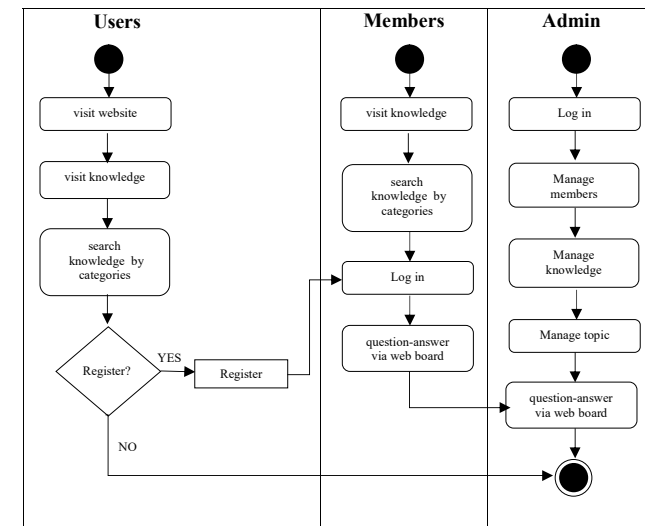 Users
visit website
visit knowledge
search
knowledge by
categories
Register?
YES
Register
NO
Members
visit knowledge
search
knowledge by
categories
Log in
question-answer
via web board
Admin
Log in
Manage
members
Manage
knowledge
Manage topic
question-answer
via web board